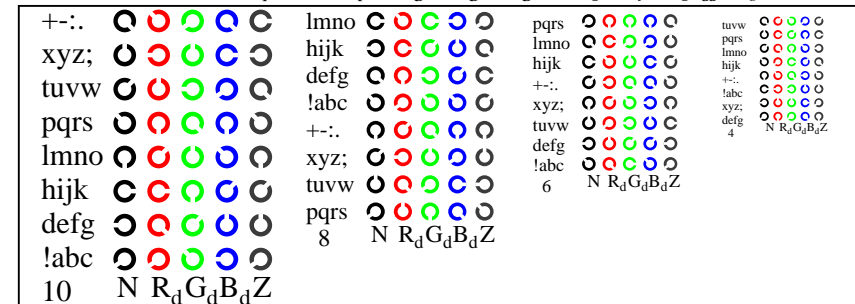 +-:.
xyz;
tuvw
pqrs
lmno
hijk
defg
!abc
10 N RdGdBdZ
lmno
hijk
defg
!abc
+-:.
xyz;
tuvw
pqrs
8 N RdGdBdZ
pqrs
lmno
hijk
+-:.
xyz;
tuvw
defg
!abc
6 N RdGdBdZ
tuvw
pqrs
lmno
hijk
+-:.
!abc
xyz;
defg
4 N RdGdBdZ